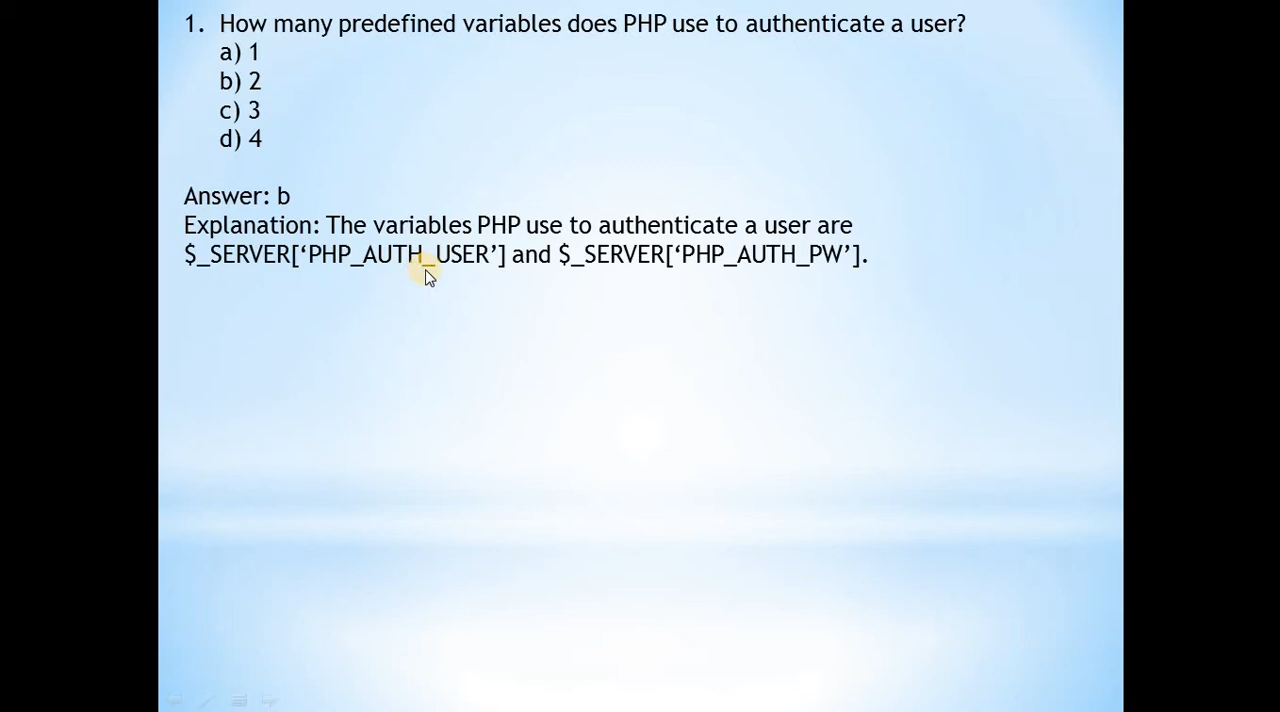 1. How many predefined variables does PHP use to authenticate a user?
a) 1
b) 2
c) 3
d) 4
Answer: b
Explanation: The variables PHP use to authenticate a user are
$_SERVER[‘PHP_AUTH_USER’] and $_SERVER[‘PHP_AUTH_PW’].